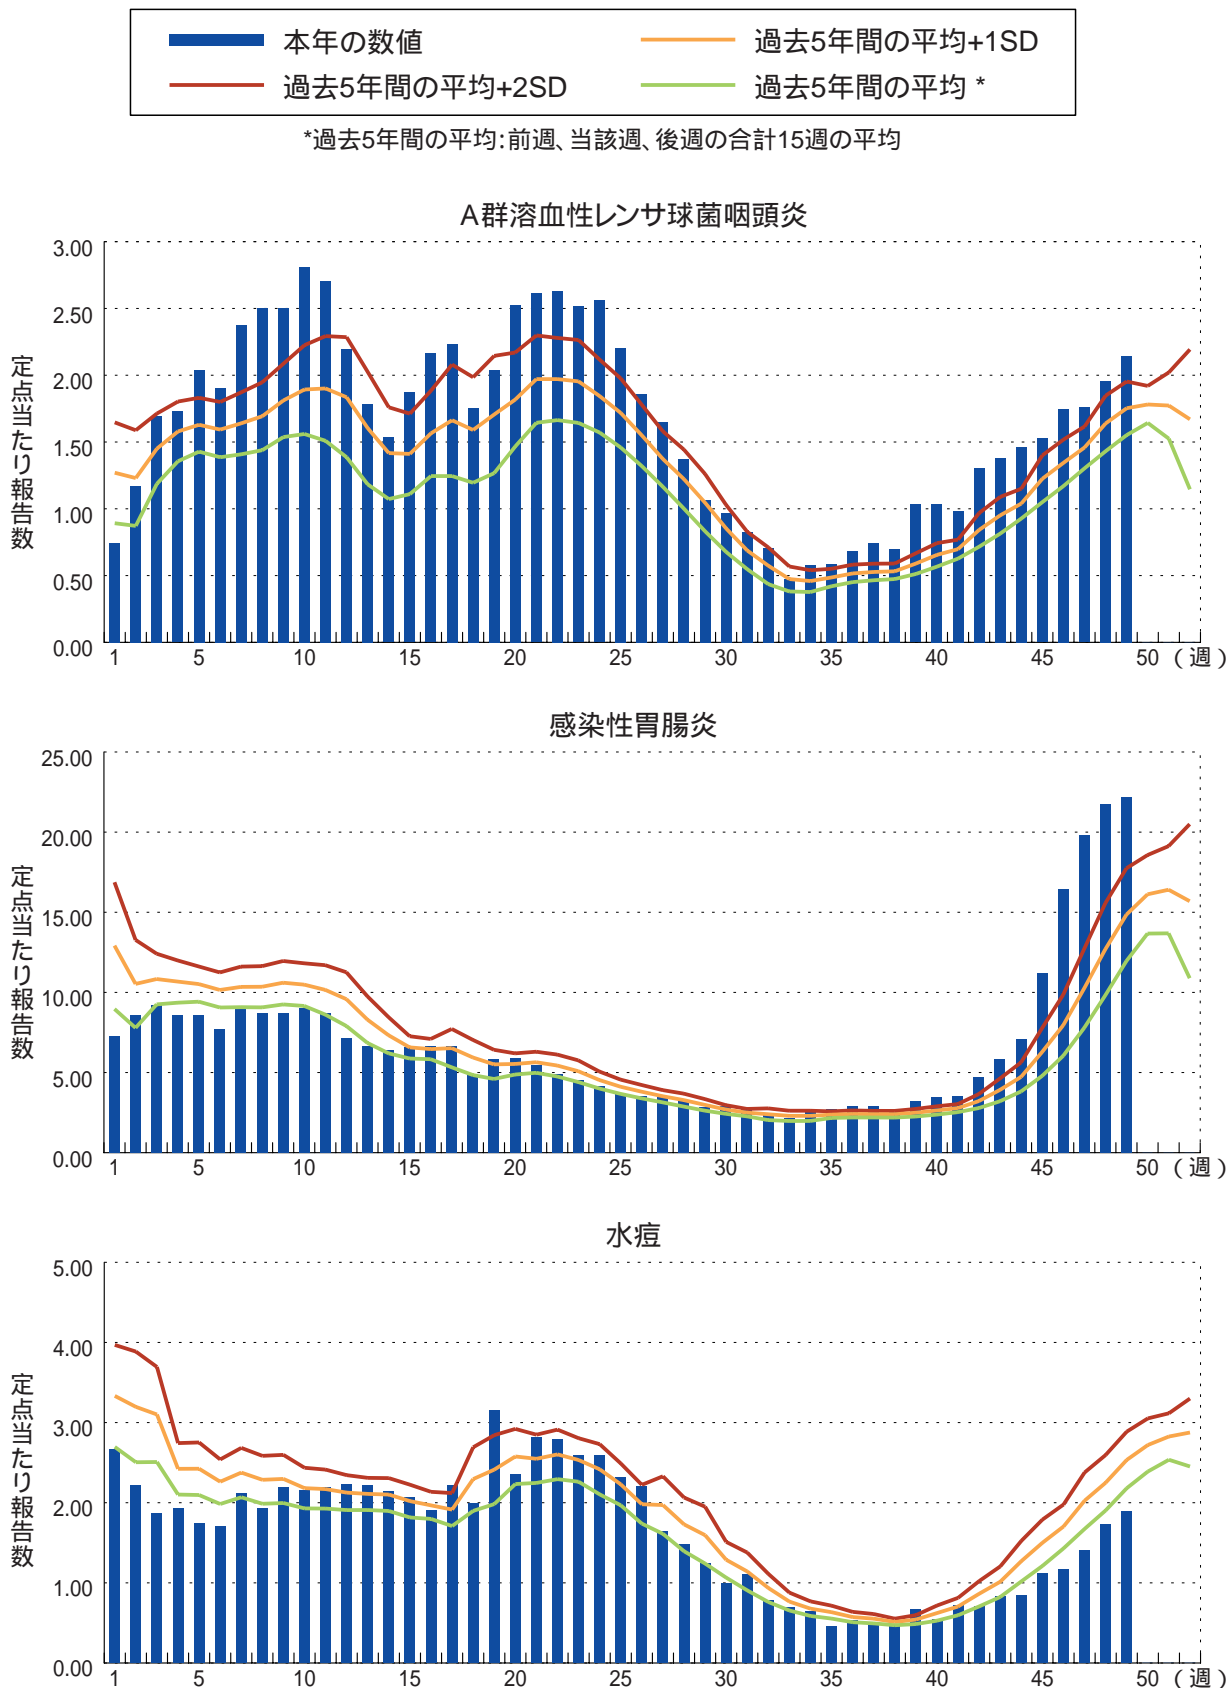 本年の数値
過去5年間の平均+1SD
過去5年間の平均+2SD
過去5年間の平均 *
*過去5年間の平均:前週、当該週、後週の合計15週の平均
A群溶血性レンサ球菌咽頭炎
定点当たり報告数
3.00
2.50
2.00
1.50
1.00
0.50
0.00
1 5 10 15 20 25 30 35 40 45 50 (週)
感染性胃腸炎
定点当たり報告数
25.00
20.00
15.00
10.00
5.00
0.00
1 5 10 15 20 25 30 35 40 45 50 (週)
水痘
定点当たり報告数
5.00
4.00
3.00
2.00
1.00
0.00
1 5 10 15 20 25 30 35 40 45 50 (週)